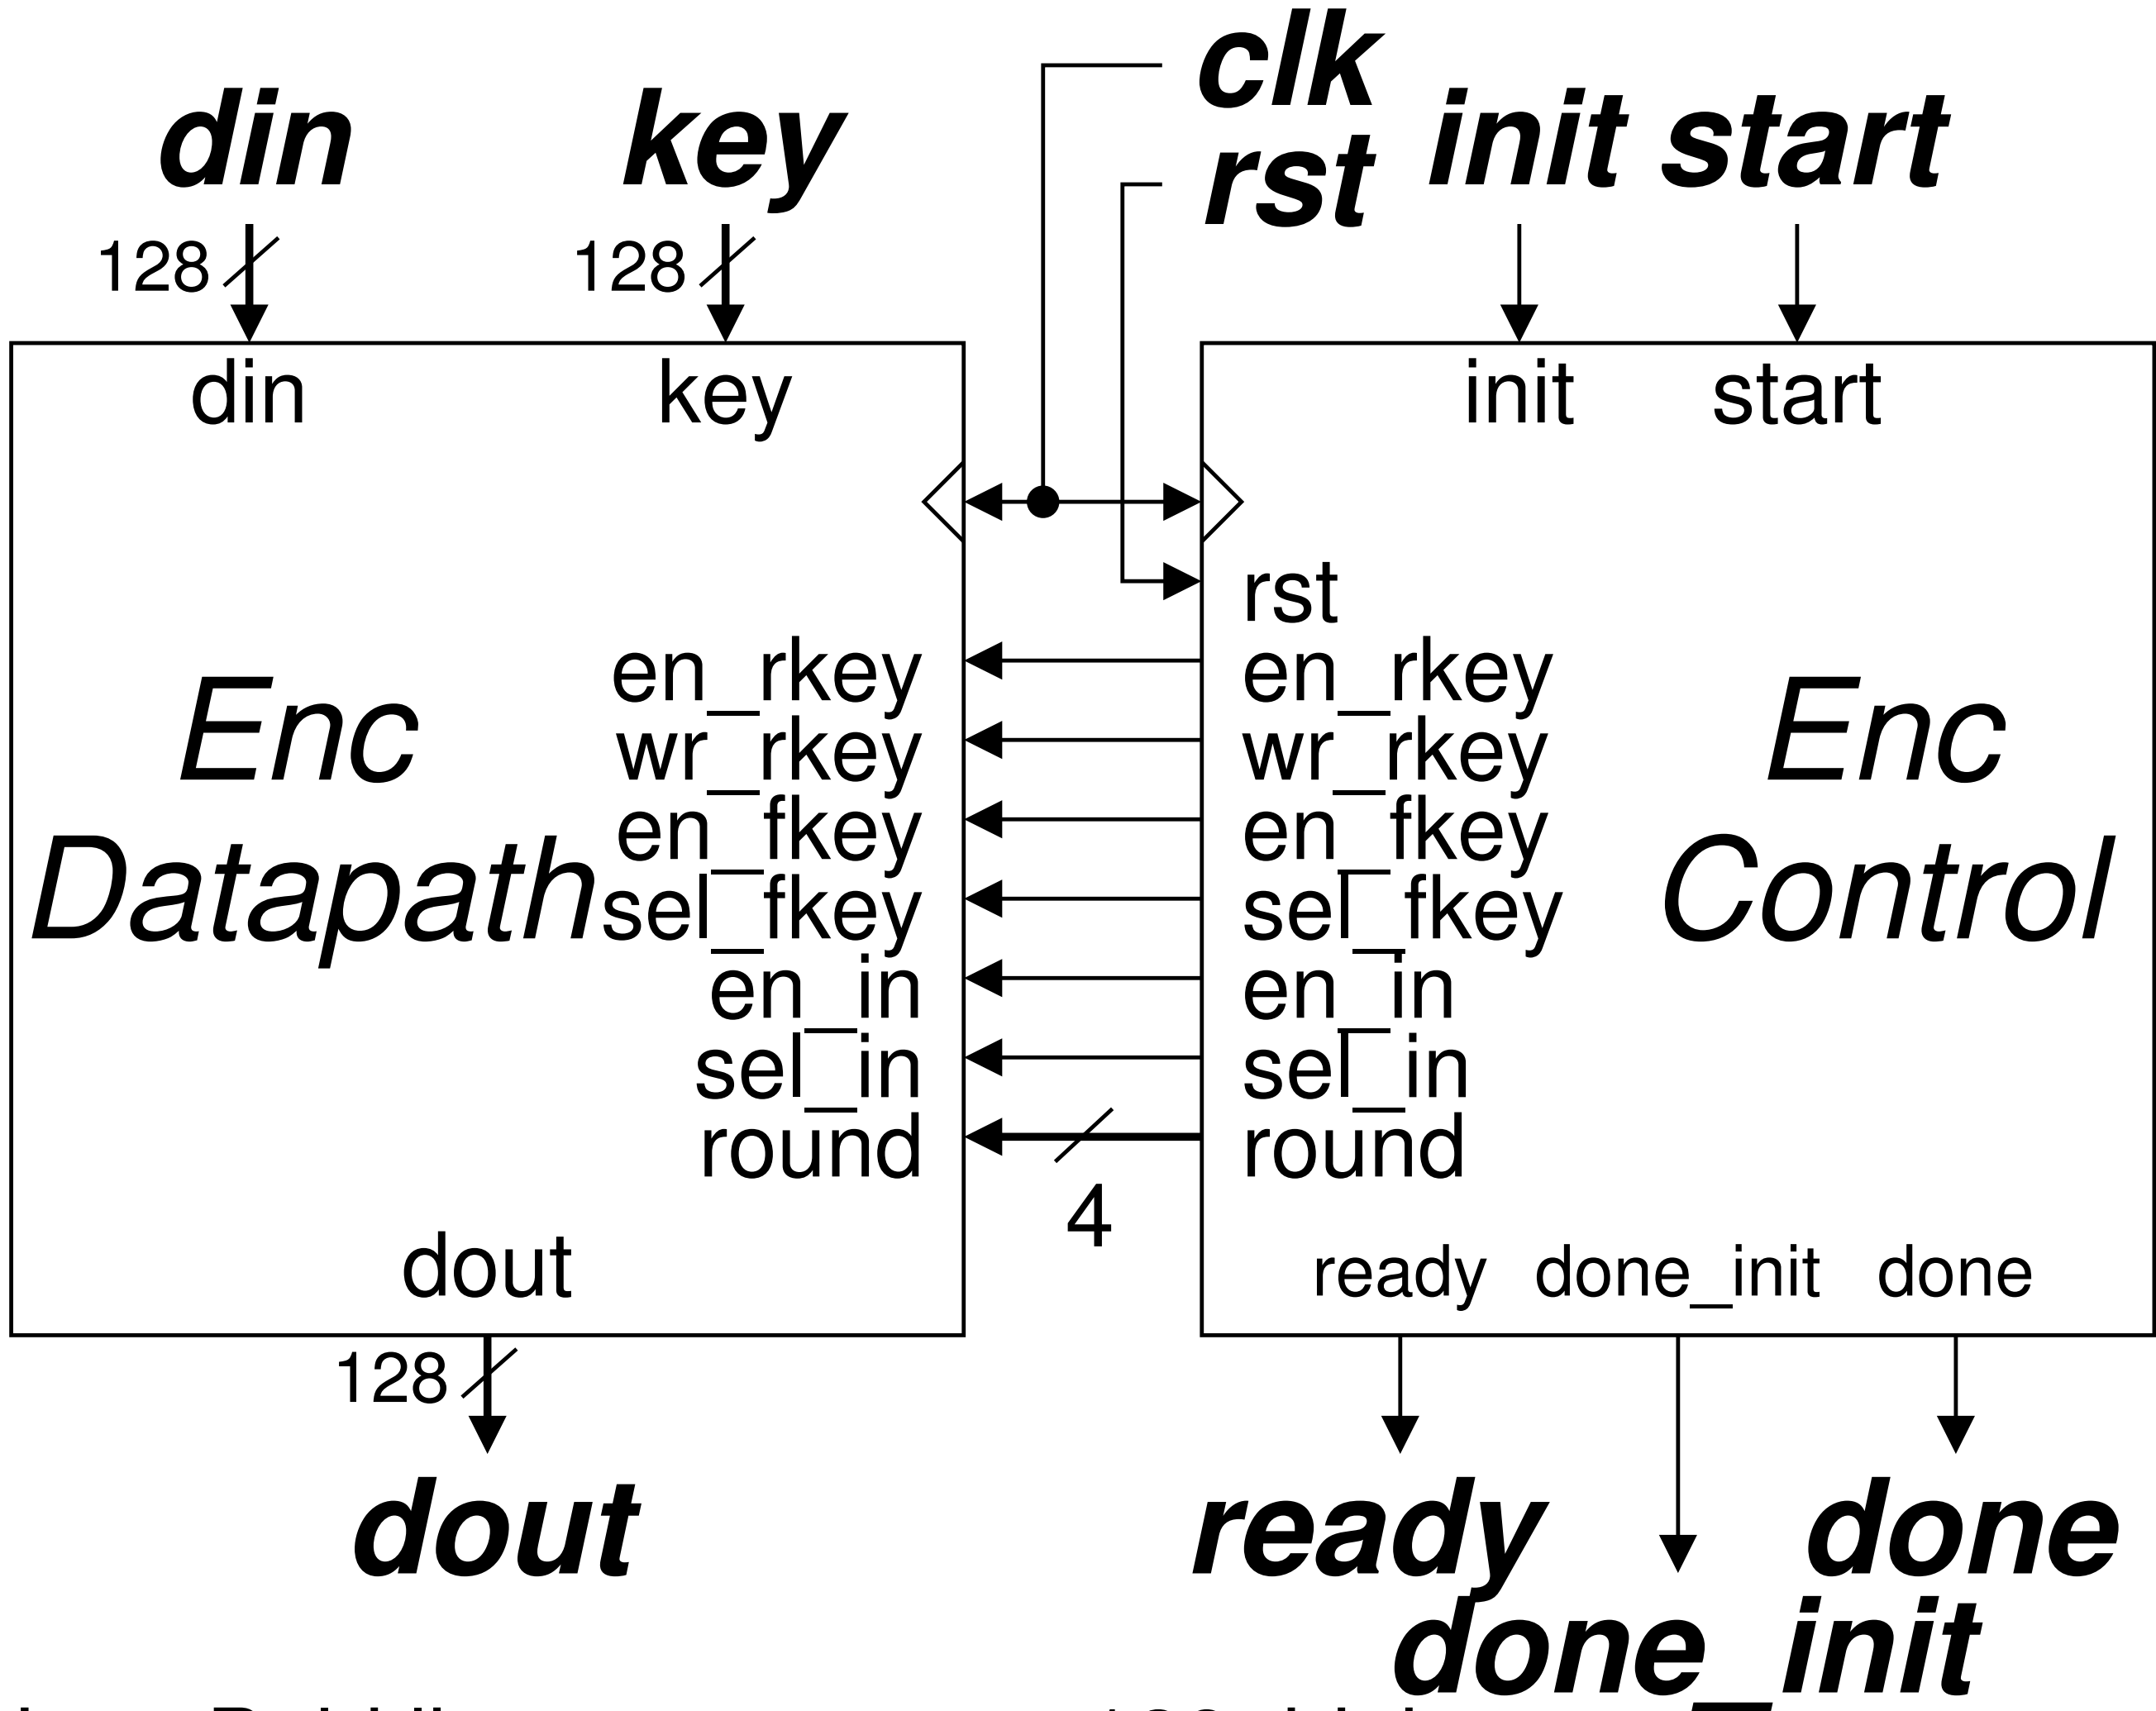 clk
din key init start
rst
128 128
din key init start
rst
en_rkey en_rkey
wr_rkey wr_rkey
Enc Enc
en_fkey en_fkey
Datapath sel_fkey sel_fkey Control
en_in en_in
sel_in sel_in
round round
4
dout ready done_init done
128
dout ready done
done_init